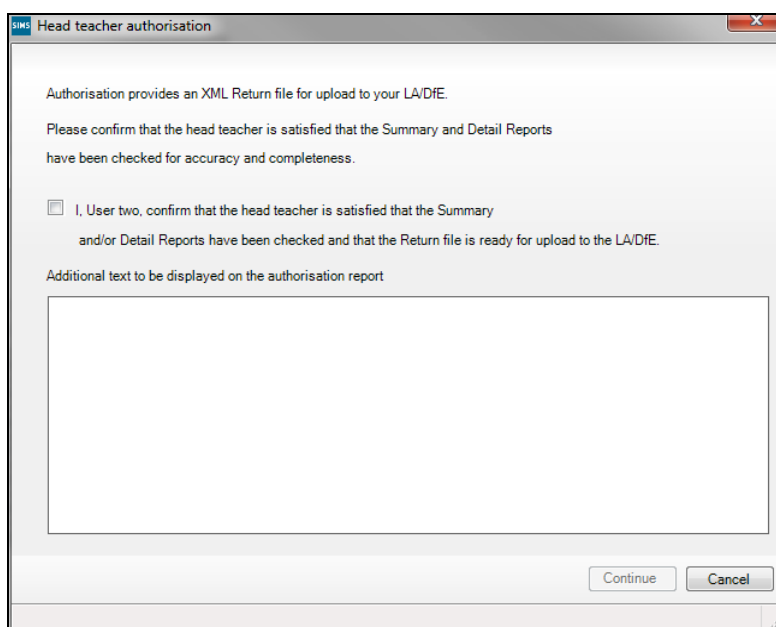 SIMS Head teacher authorisation
Authorisation provides an XML Return file for upload to your LA/DfE.
Please confirm that the head teacher is satisfied that the Summary and Detail Reports
have been checked for accuracy and completeness.
I, User two, confirm that the head teacher is satisfied that the Summary
and/or Detail Reports have been checked and that the Return file is ready for upload to the LA/DfE.
Additional text to be displayed on the authorisation report
Continue Cancel